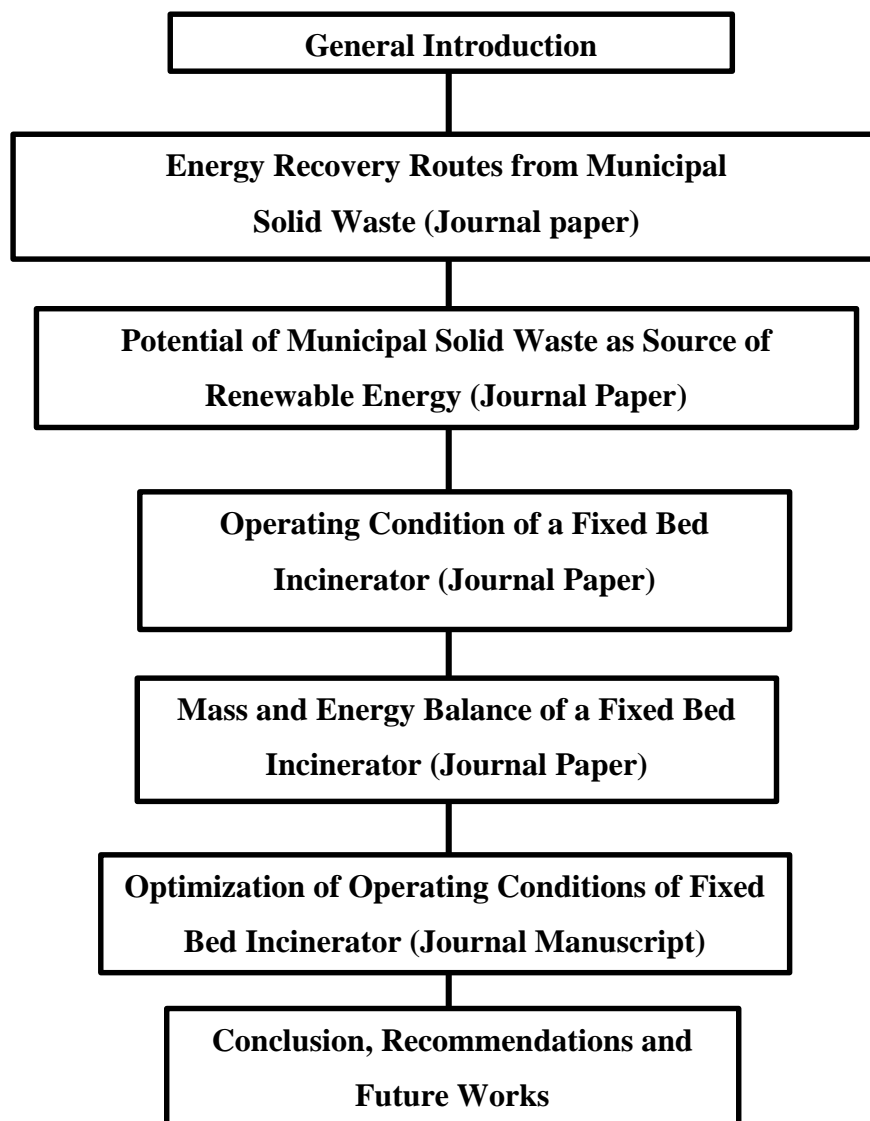 General Introduction
Energy Recovery Routes from Municipal
Solid Waste (Journal paper)
Potential of Municipal Solid Waste as Source of
Renewable Energy (Journal Paper)
Operating Condition of a Fixed Bed
Incinerator (Journal Paper)
Mass and Energy Balance of a Fixed Bed
Incinerator (Journal Paper)
Optimization of Operating Conditions of Fixed
Bed Incinerator (Journal Manuscript)
Conclusion, Recommendations and
Future Works